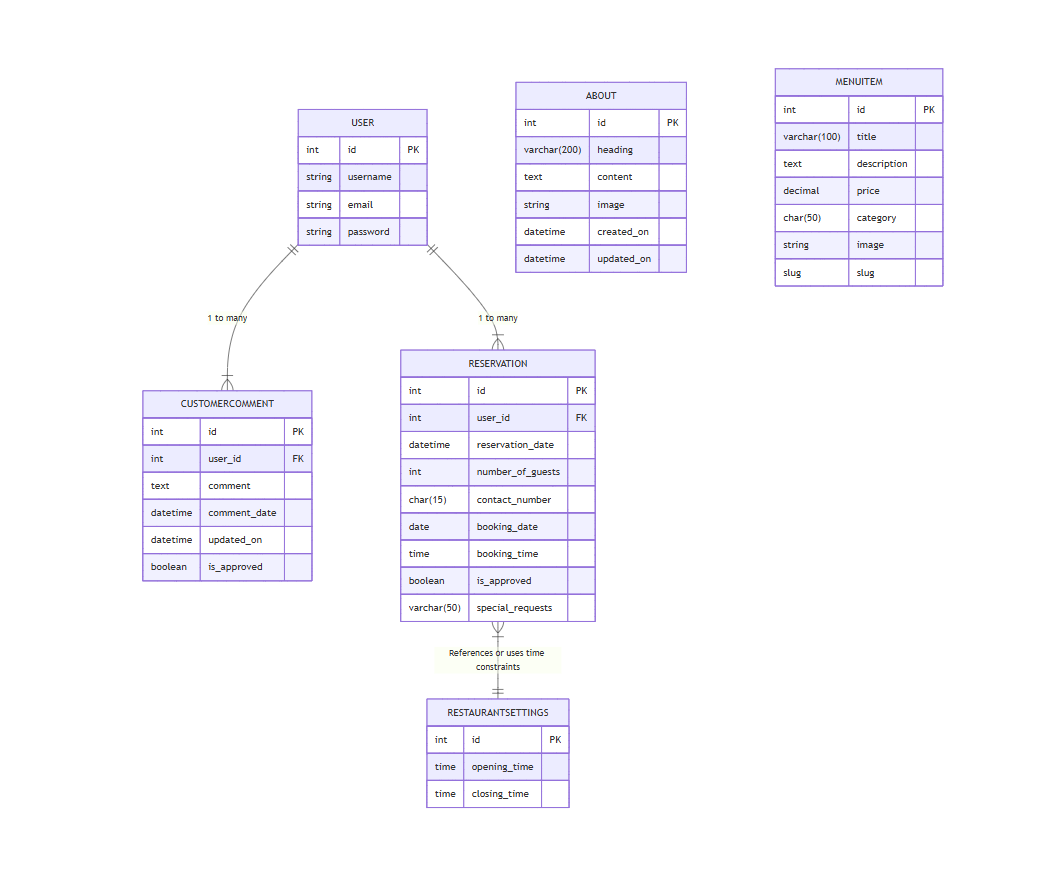 USER
int id PK
string username
string email
string password
ABOUT
int id PK
varchar(200) heading
text content
string image
datetime created_on
datetime updated_on
MENUITEM
int id PK
varchar(100) title
text description
decimal price
char(50) category
string image
slug slug
1 to many
1 to many
CUSTOMERCOMMENT
int id PK
int user_id FK
text comment
datetime comment_date
datetime updated_on
boolean is_approved
RESERVATION
int id PK
int user_id FK
datetime reservation_date
int number_of_guests
char(15) contact_number
date booking_date
time booking_time
boolean is_approved
varchar(50) special_requests
References or uses time
constraints
RESTAURANTSETTINGS
int id PK
time opening_time
time closing_time